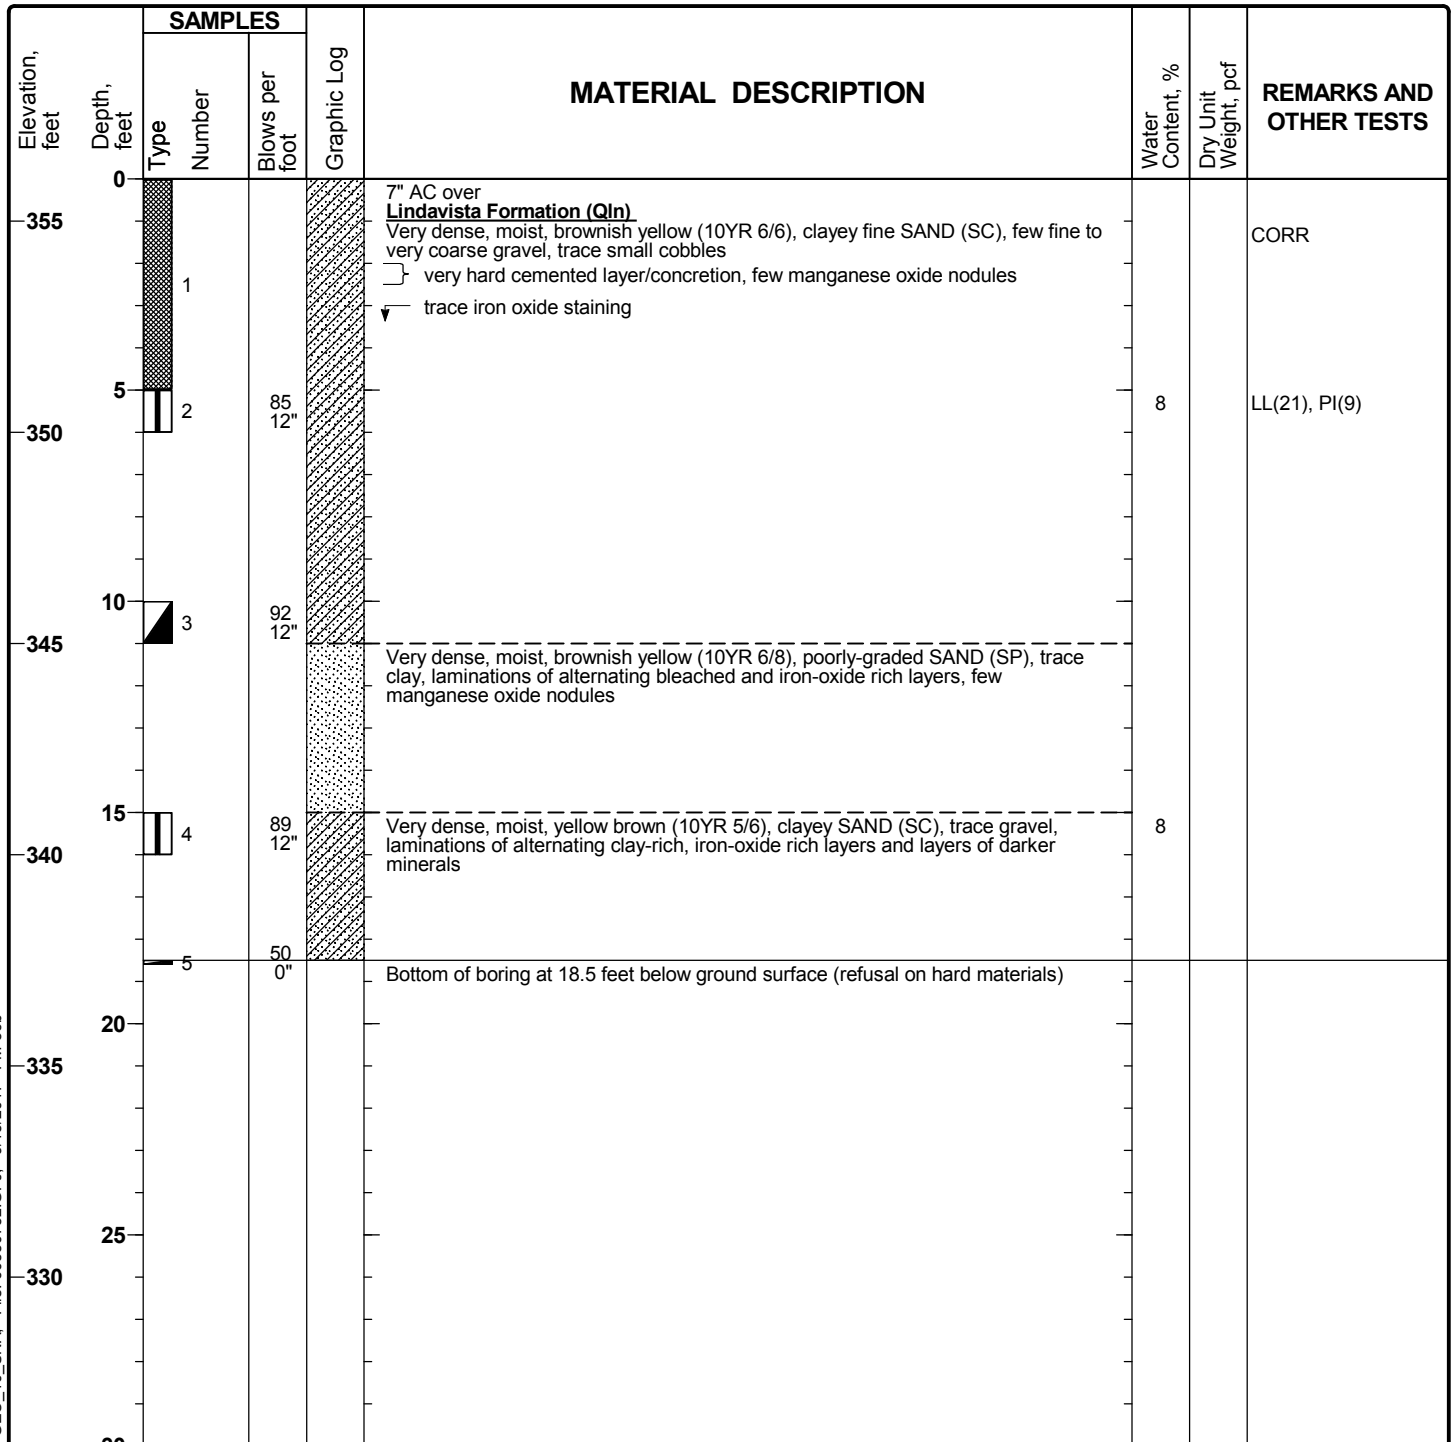 SAMPLES
Elevation, feet
Depth, feet
Type
Number
Blows per foot
Graphic Log
MATERIAL DESCRIPTION
Water Content, %
Dry Unit Weight, pcf
REMARKS AND
OTHER TESTS
0
7" AC over
Lindavista Formation (Qln)
355
Very dense, moist, brownish yellow (10YR 6/6), clayey fine SAND (SC), few fine to
CORR
very coarse gravel, trace small cobbles
very hard cemented layer/concretion, few manganese oxide nodules
1
trace iron oxide staining
5
2
85
12"
8
LL(21), PI(9)
350
10
3
92
12"
345
Very dense, moist, brownish yellow (10YR 6/8), poorly-graded SAND (SP), trace
clay, laminations of alternating bleached and iron-oxide rich layers, few
manganese oxide nodules
15
4
89
12"
Very dense, moist, yellow brown (10YR 5/6), clayey SAND (SC), trace gravel,
8
laminations of alternating clay-rich, iron-oxide rich layers and layers of darker
minerals
340
50
5
0"
Bottom of boring at 18.5 feet below ground surface (refusal on hard materials)
20
335
25
330